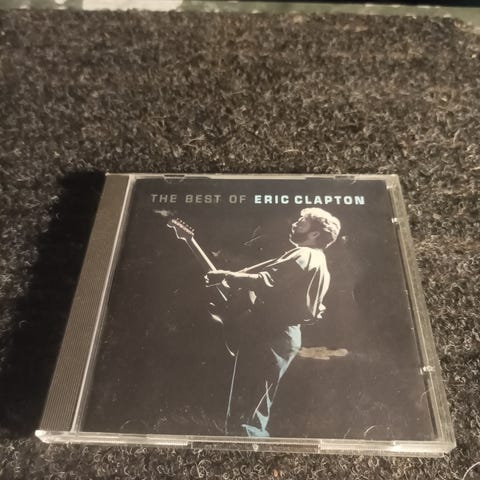 THE BEST OF ERIC CLAPTON